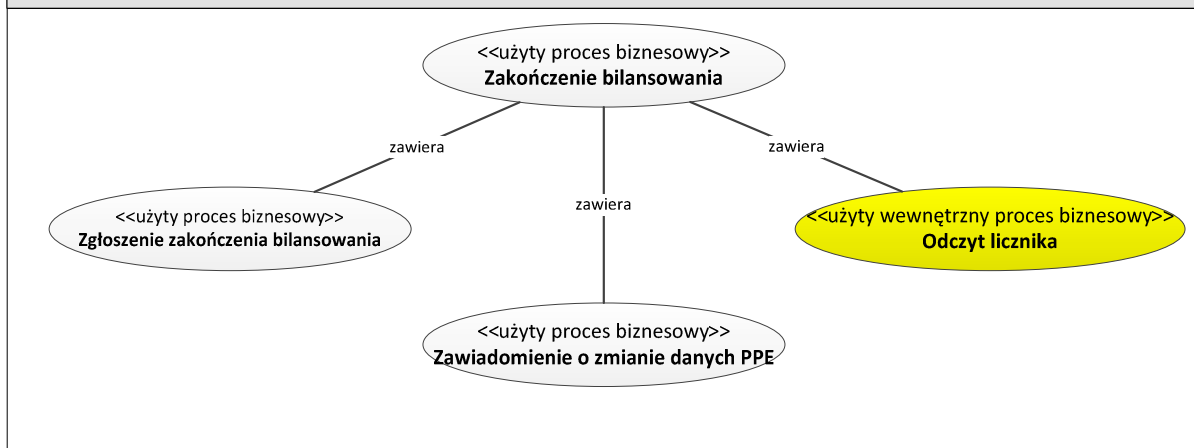 <<użyty proces biznesowy>>
Zakończenie bilansowania
zawiera
zawiera
zawiera
<<użyty proces biznesowy>>
Zgłoszenie zakończenia bilansowania
<<użyty wewnętrzny proces biznesowy>>
Odczyt licznika
<<użyty proces biznesowy>>
Zawiadomienie o zmianie danych PPE